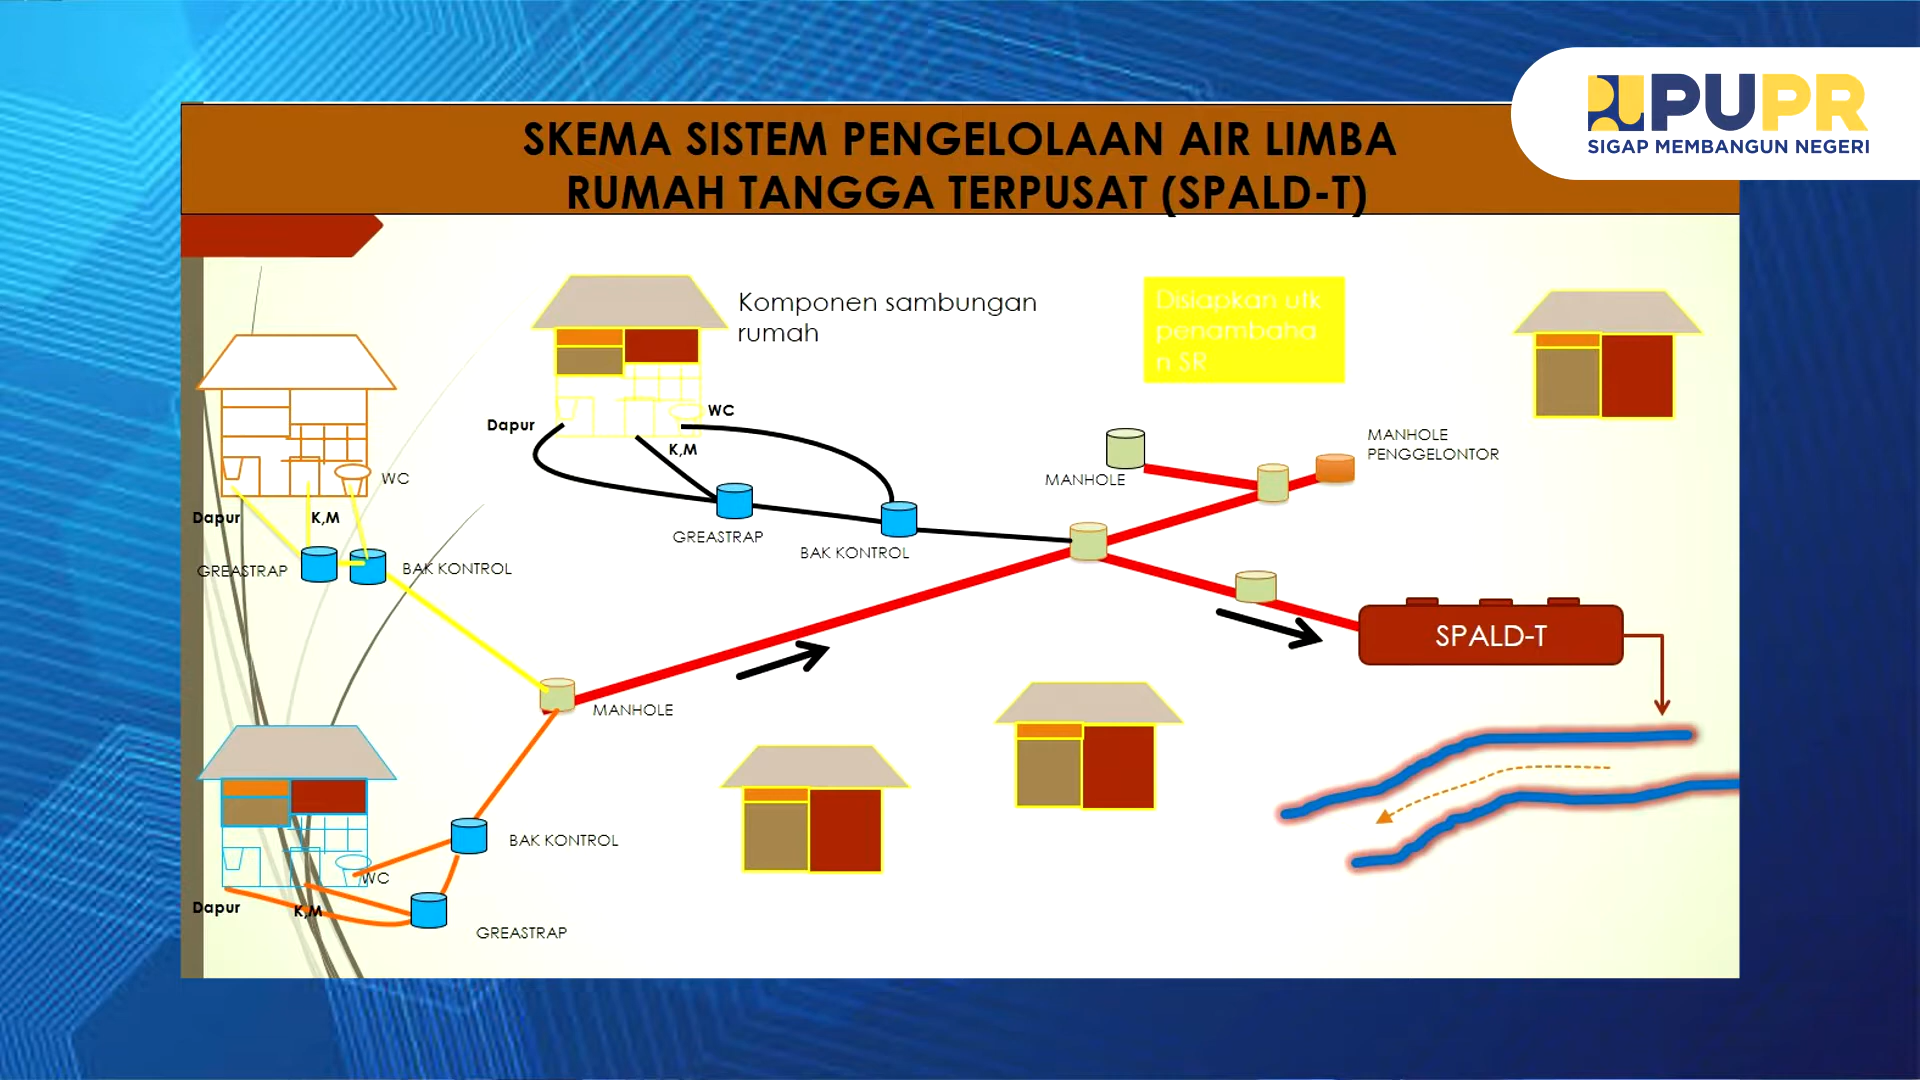 PUPR
SIGAP MEMBANGUN NEGERI
SKEMA SISTEM PENGELOLAAN AIR LIMBA
RUMAH TANGGA TERPUSAT (SPALD-T)
Komponen sambungan
rumah
Disiapkan utk
penambaha
n SR
WC
Dapur
K,M
MANHOLE
PENGGELONTOR
MANHOLE
WC
Dapur
K,M
GREASTRAP
BAK KONTROL
GREASTRAP
BAK KONTROL
SPALD-T
MANHOLE
BAK KONTROL
WC
Dapur
K,M
GREASTRAP